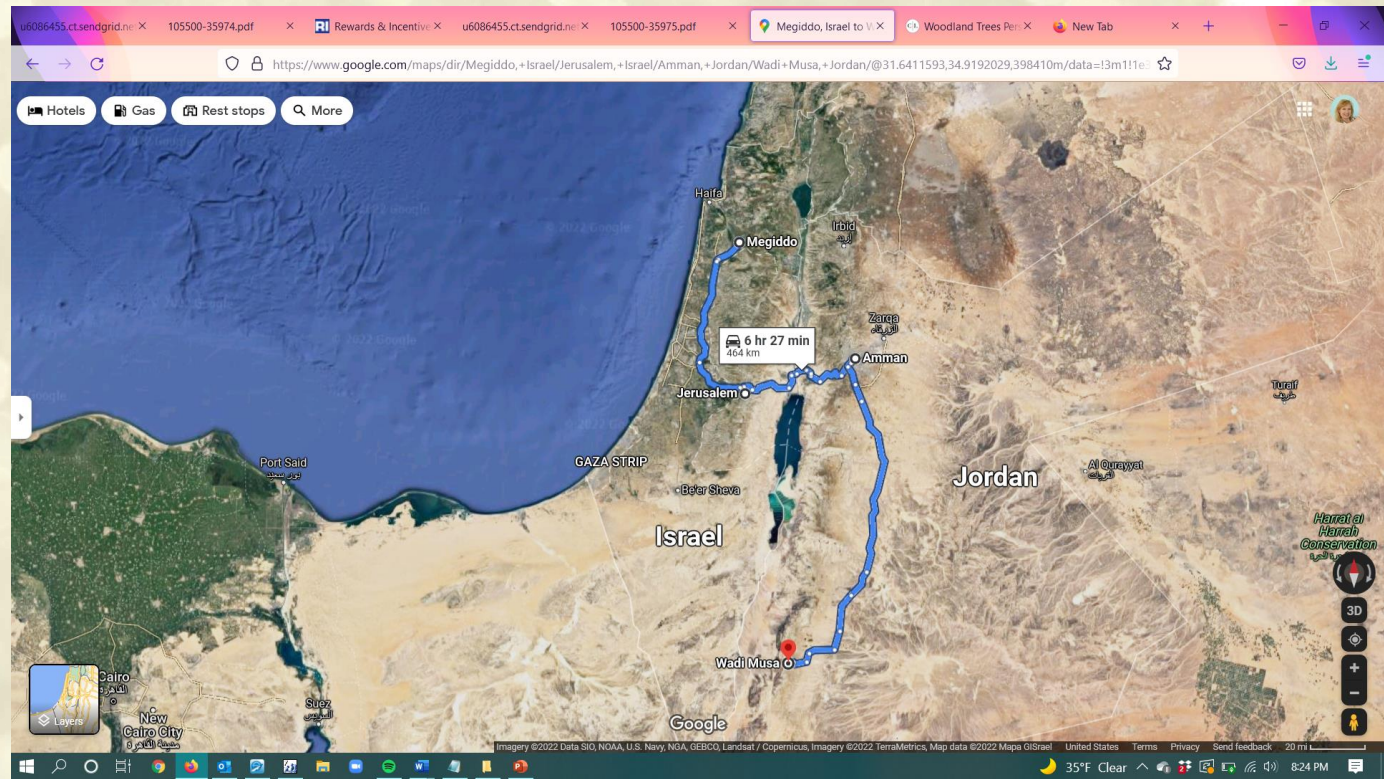 u6086455.ct.sendgrid.ne
105500-35974.pdf
Rewards & Incentive
u6086455.ct.sendgrid.ne
105500-35975.pdf
Megiddo, Israel to W
Woodland Trees Per
New Tab
https://www.google.com/maps/dir/Megiddo,+Israel/Jerusalem,+Israel/Amman,+Jordan/Wadi+Musa,+Jordan/@31.6411593,34.9192029,398410m/data=!3m1!1e3
Hotels
Gas
Rest stops
More
Haifa
Megiddo
Irbid
إربد
Zarqa
الزرقاء
6 hr 27 min
464 km
Amman
Jerusalem
Turaif
طريف
Port Said
بور سعيد
GAZA STRIP
Be'er Sheva
Jordan
Al Qurayyat
القريات
Israel
Harrat al
Harrah
Conservation
3D
Wadi Musa
Cairo
القاهرة
Layers
New
Cairo City
مدينة القاهرة
Suez
السويس
Google
Imagery ©2022 Data SIO, NOAA, U.S. Navy, NGA, GEBCO, Landsat / Copernicus, Imagery ©2022 TerraMetrics, Map data ©2022 Mapa GISrael United States Terms Privacy Send feedback 20 mi
35°F Clear
8:24 PM